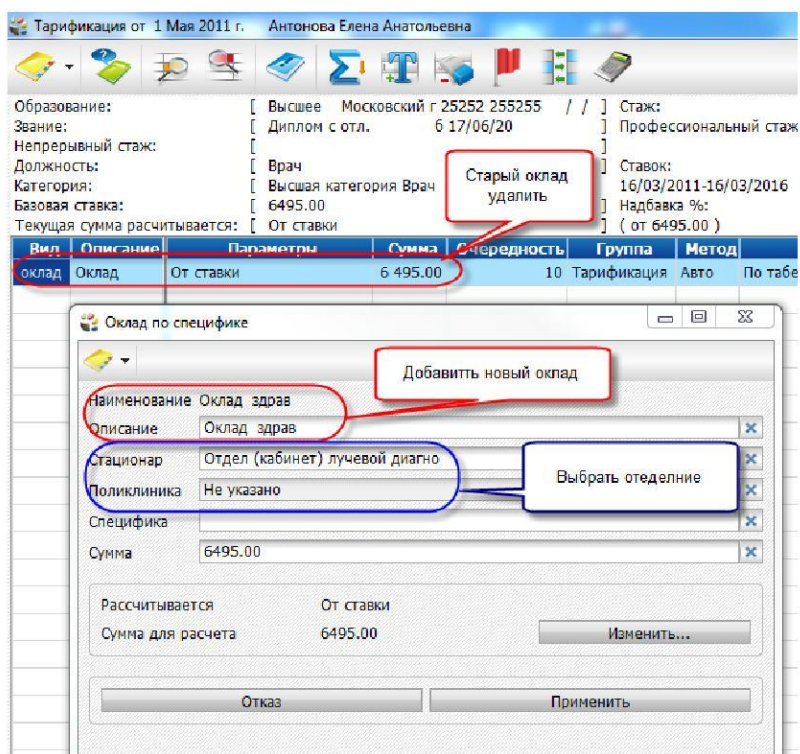 Тарификация от 1 Мая 2011 г. Антонова Елена Анатольевна
Образование: [ Высшее Московский г 25252 255255 / / ] Стаж:
Звание: [ Диплом с отл. 6 17/06/20 ] Профессиональный стаж
Непрерывный стаж: [ ]
Должность: [ Врач ] Ставок:
Категория: [ Высшая категория Врач 16/03/2011-16/03/2016
Базовая ставка: [ 6495.00 ] Надбавка %:
Текущая сумма расчитывается: [ От ставки ] ( от 6495.00 )
Старый оклад
удалить
Вид Описание Параметры Сумма Очередность Группа Метод
оклад Оклад От ставки 6 495.00 10 Тарификация Авто По табе
Оклад по специфике
Добавитть новый оклад
Наименование Оклад здрав
Описание Оклад здрав
Стационар Отдел (кабинет) лучевой диагно
Поликлиника Не указано
Выбрать отеделние
Специфика
Сумма 6495.00
Рассчитывается От ставки
Сумма для расчета 6495.00 Изменить...
Отказ Применить